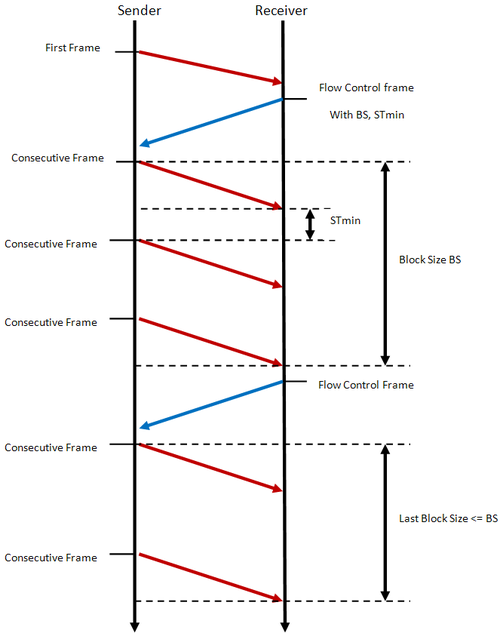 Sender
Receiver
First Frame
Flow Control frame
With BS, STmin
Consecutive Frame
STmin
Consecutive Frame
Block Size BS
Consecutive Frame
Flow Control Frame
Consecutive Frame
Last Block Size <= BS
Consecutive Frame